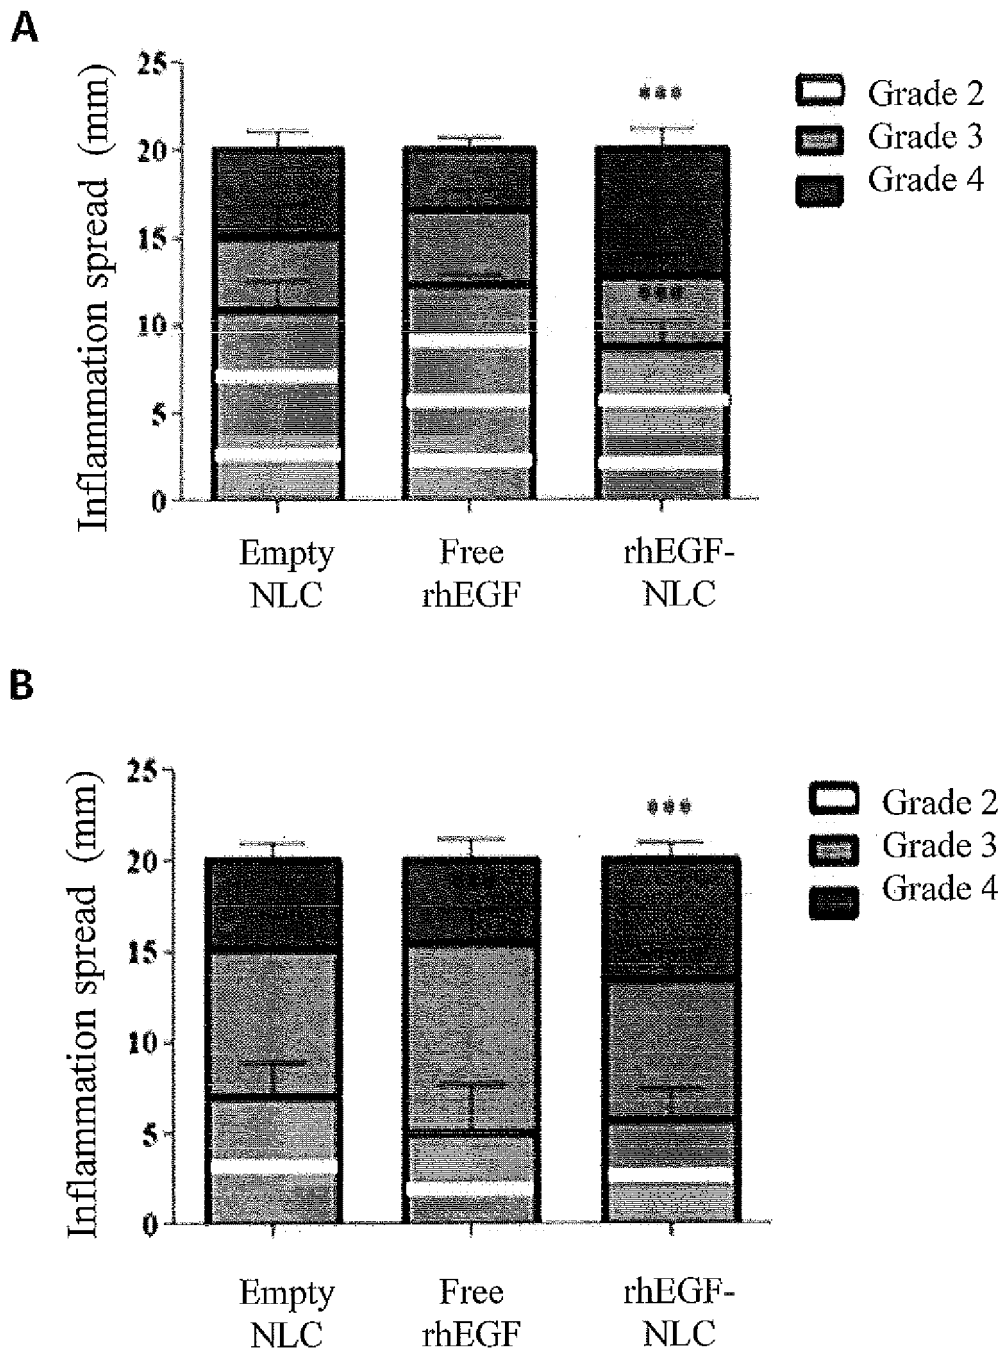 A
Inflammation spread (mm)
25
20
15
10
5
0
***
***
Grade 2
Grade 3
Grade 4
Empty
NLC
Free
rhEGF
rhEGF-
NLC
B
Inflammation spread (mm)
25
20
15
10
5
0
***
Grade 2
Grade 3
Grade 4
Empty
NLC
Free
rhEGF
rhEGF-
NLC